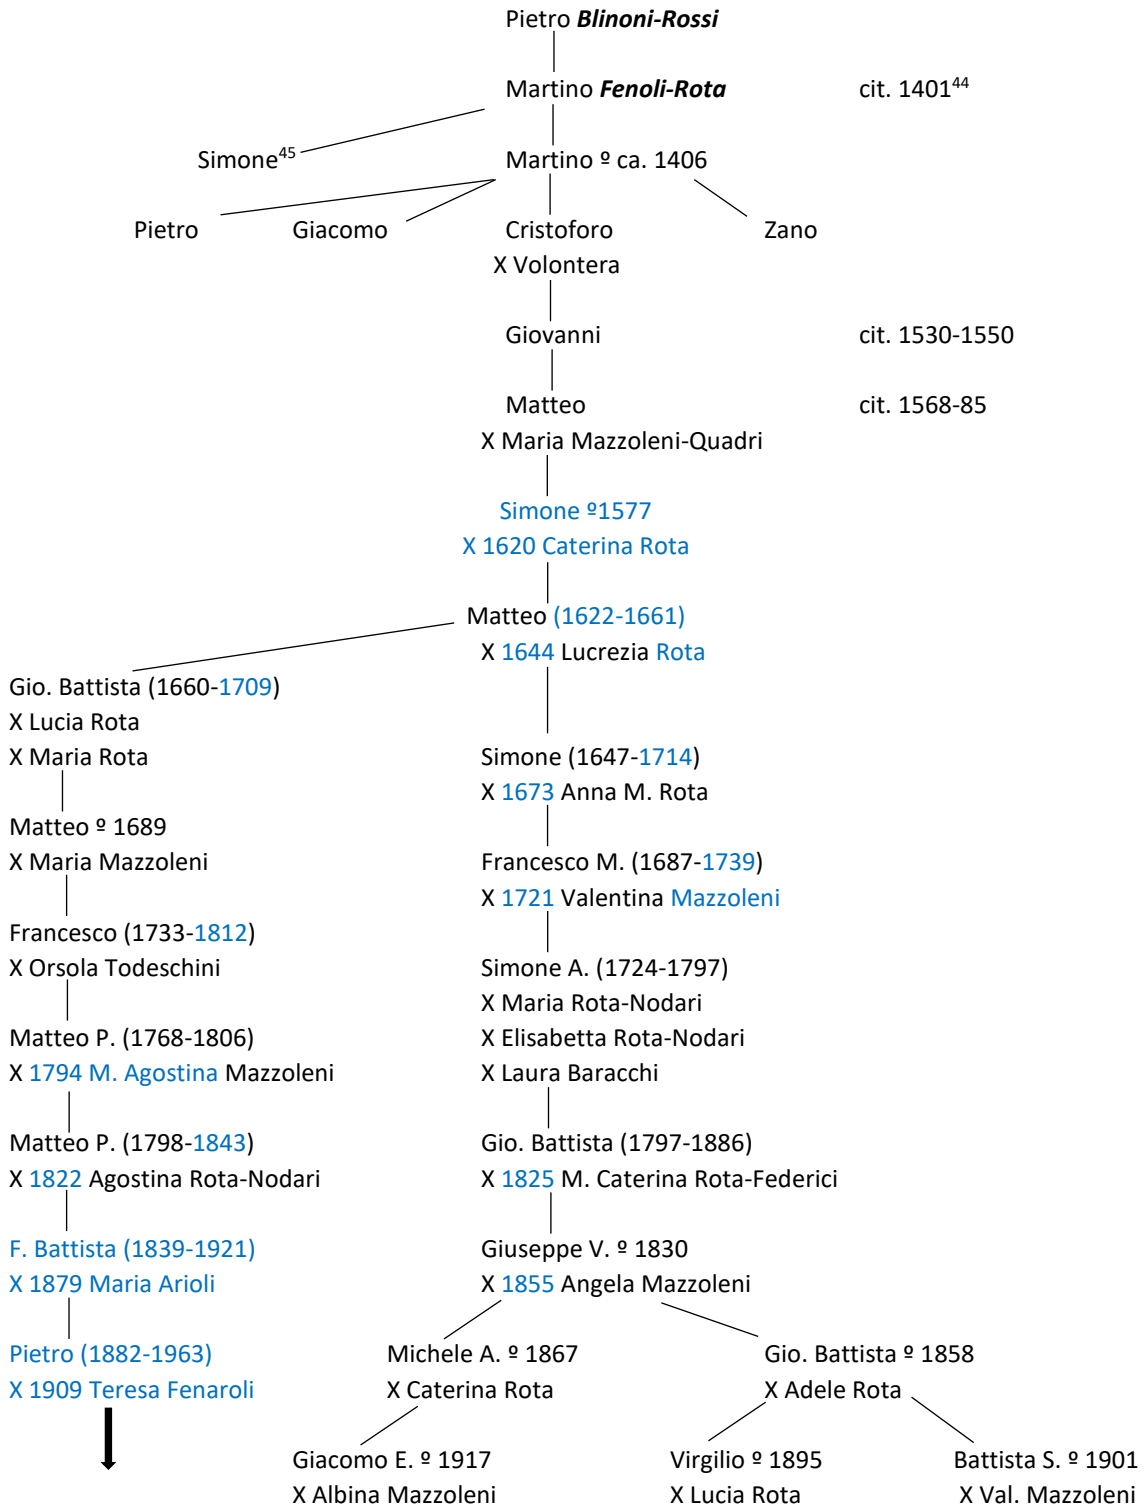 Pietro Blinoni-Rossi
Martino Fenoli-Rota cit. 1401⁴⁴
Simone⁴⁵ Martino º ca. 1406
Pietro Giacomo Cristoforo Zano
X Volontera
Giovanni cit. 1530-1550
Matteo cit. 1568-85
X Maria Mazzoleni-Quadri
Simone º1577
X 1620 Caterina Rota
Matteo (1622-1661)
X 1644 Lucrezia Rota
Gio. Battista (1660-1709)
X Lucia Rota
X Maria Rota
Simone (1647-1714)
X 1673 Anna M. Rota
Matteo º 1689
X Maria Mazzoleni
Francesco M. (1687-1739)
X 1721 Valentina Mazzoleni
Francesco (1733-1812)
X Orsola Todeschini
Simone A. (1724-1797)
X Maria Rota-Nodari
X Elisabetta Rota-Nodari
X Laura Baracchi
Matteo P. (1768-1806)
X 1794 M. Agostina Mazzoleni
Matteo P. (1798-1843)
X 1822 Agostina Rota-Nodari
Gio. Battista (1797-1886)
X 1825 M. Caterina Rota-Federici
F. Battista (1839-1921)
X 1879 Maria Arioli
Giuseppe V. º 1830
X 1855 Angela Mazzoleni
Pietro (1882-1963)
X 1909 Teresa Fenaroli
Michele A. º 1867
X Caterina Rota
Gio. Battista º 1858
X Adele Rota
Giacomo E. º 1917
X Albina Mazzoleni
Virgilio º 1895
X Lucia Rota
Battista S. º 1901
X Val. Mazzoleni